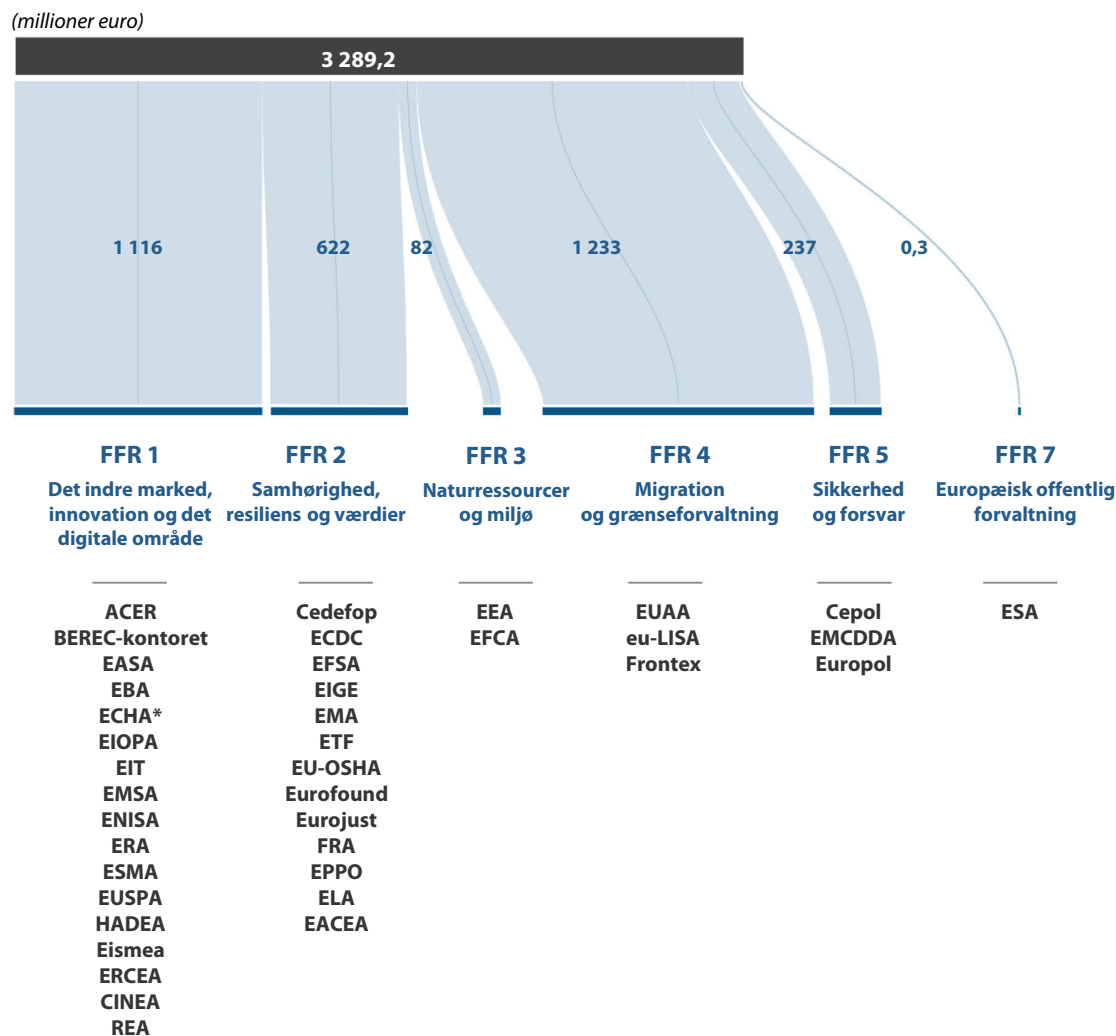 (millioner euro)
3 289,2
1 116
622
82
1 233
237
0,3
FFR 1
Det indre marked,
innovation og det
digitale område
ACER
BEREC-kontoret
EASA
EBA
ECHA*
EIOPA
EIT
EMSA
ENISA
ERA
ESMA
EUSPA
HADEA
Eismea
ERCEA
CINEA
REA
FFR 2
Samhørighed,
resiliens og værdier
Cedefop
ECDC
EFSA
EIGE
EMA
ETF
EU-OSHA
Eurofound
Eurojust
FRA
EPPO
ELA
EACEA
FFR 3
Naturressourcer
og miljø
EEA
EFCA
FFR 4
Migration
og grænseforvaltning
EUAA
eu-LISA
Frontex
FFR 5
Sikkerhed
og forsvar
Cepol
EMCDDA
Europol
FFR 7
Europæisk offentlig
forvaltning
ESA